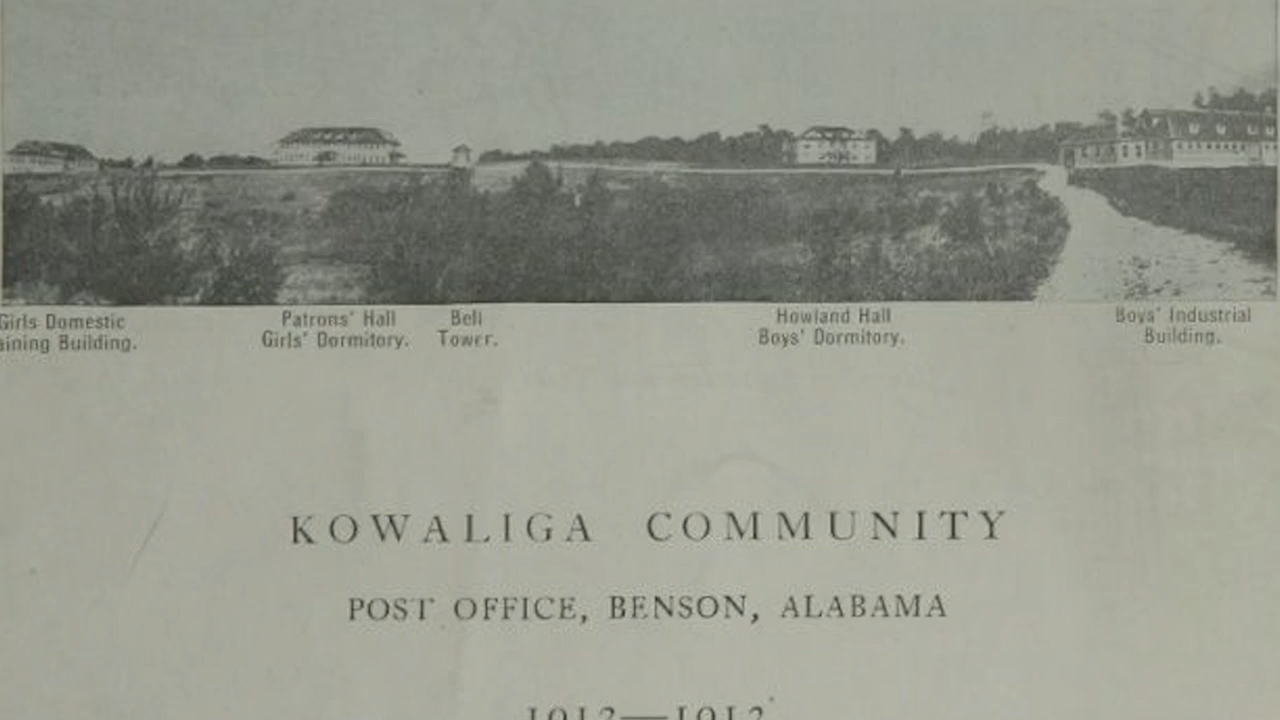 Girls Domestic
aining Building.
Patrons' Hall
Girls' Dormitory.
Bell
Tower.
Howland Hall
Boys' Dormitory.
Boys' Industrial
Building.
KOWALIGA COMMUNITY
POST OFFICE, BENSON, ALABAMA